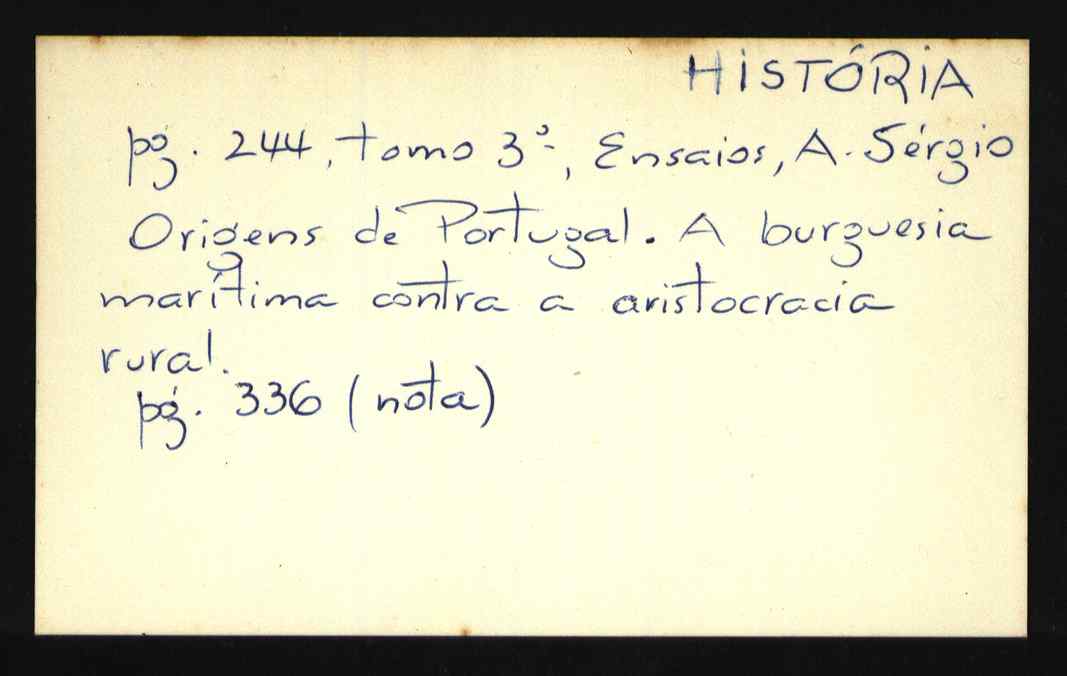 HISTÓRIA
pg. 244, tomo 3º, Ensaios, A. Sérgio
Origens de Portugal. A burguesia
marítima contra a aristocracia
rural.
pg. 336 (nota)